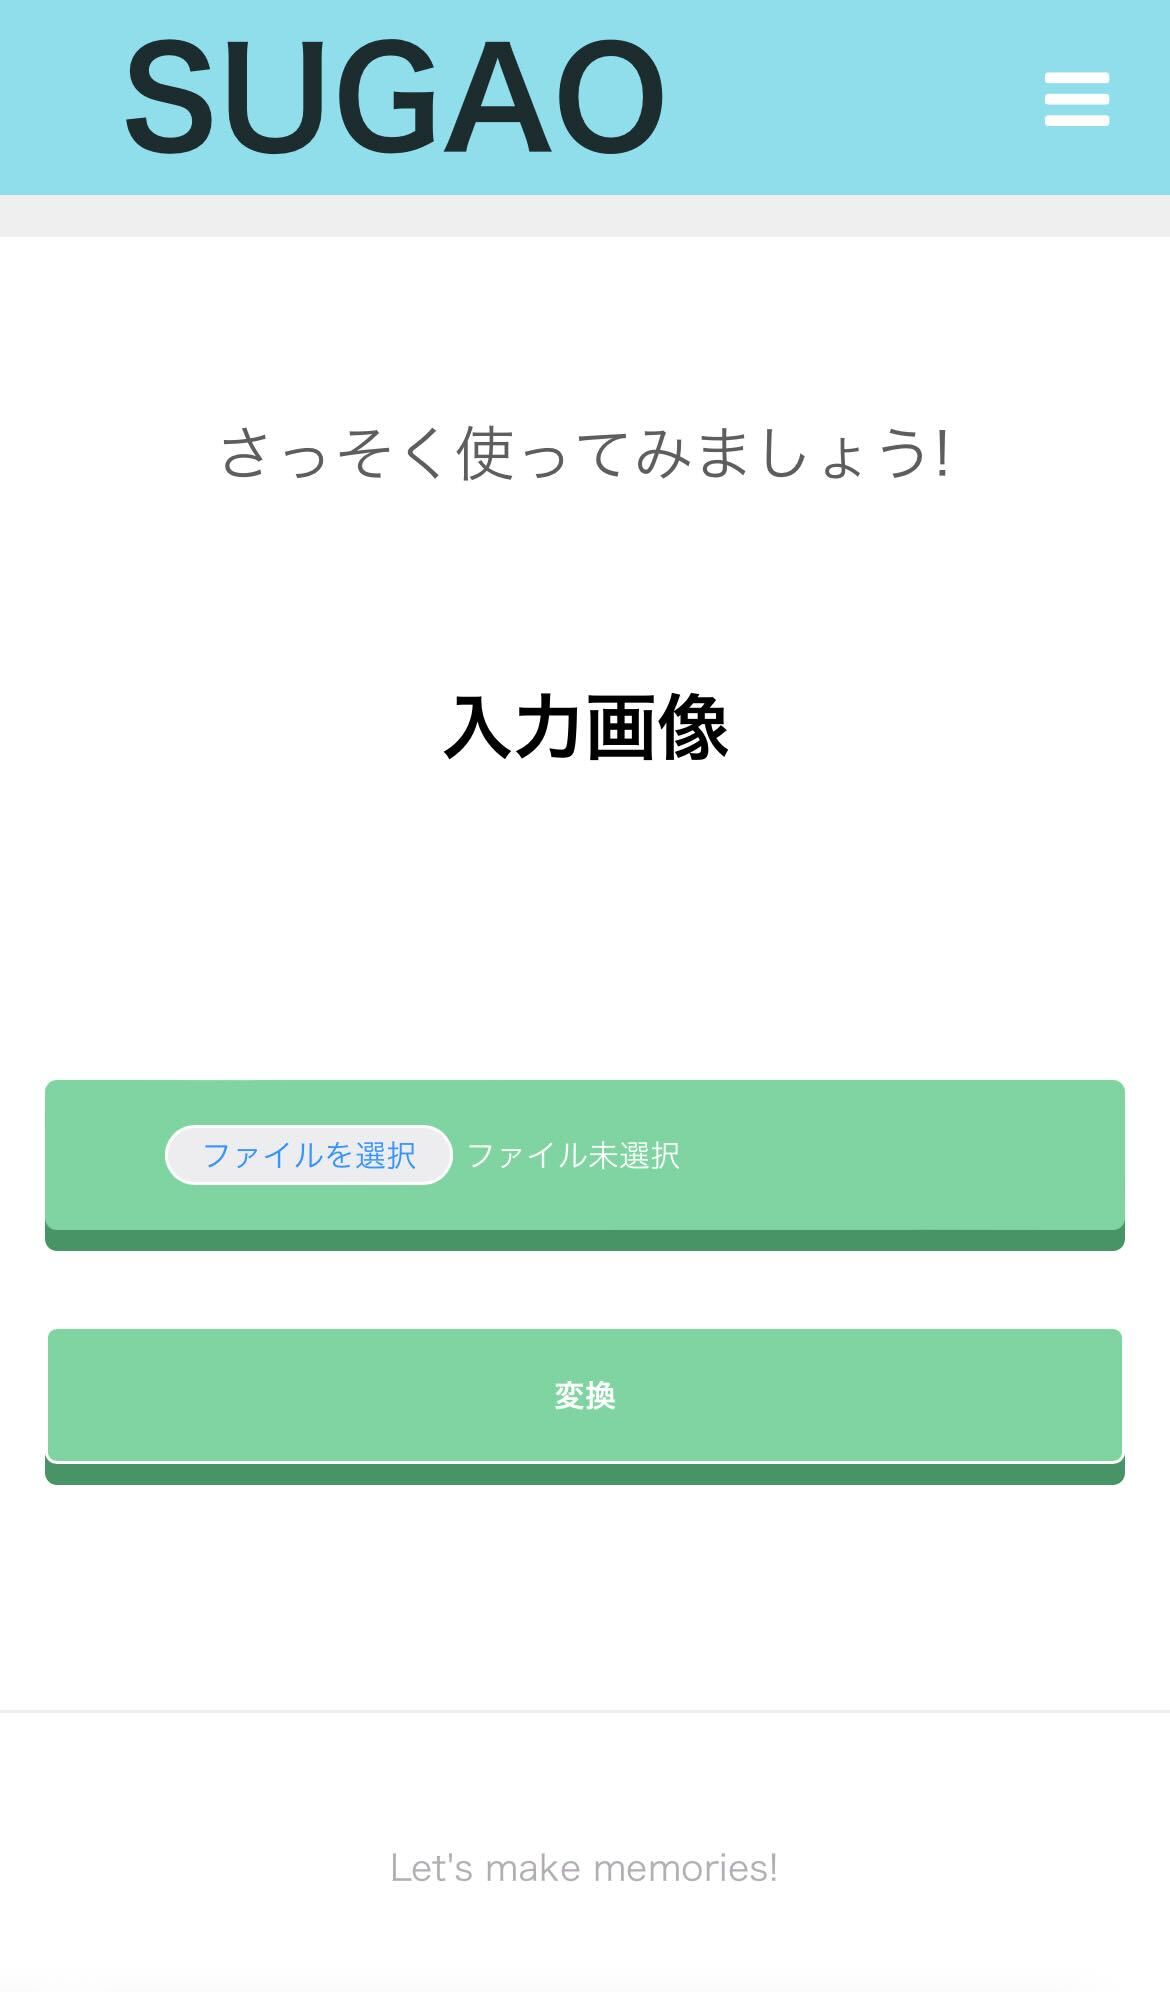 SUGAO
さっそく使ってみましょう!
入力画像
ファイルを選択 ファイル未選択
変換
Let's make memories!